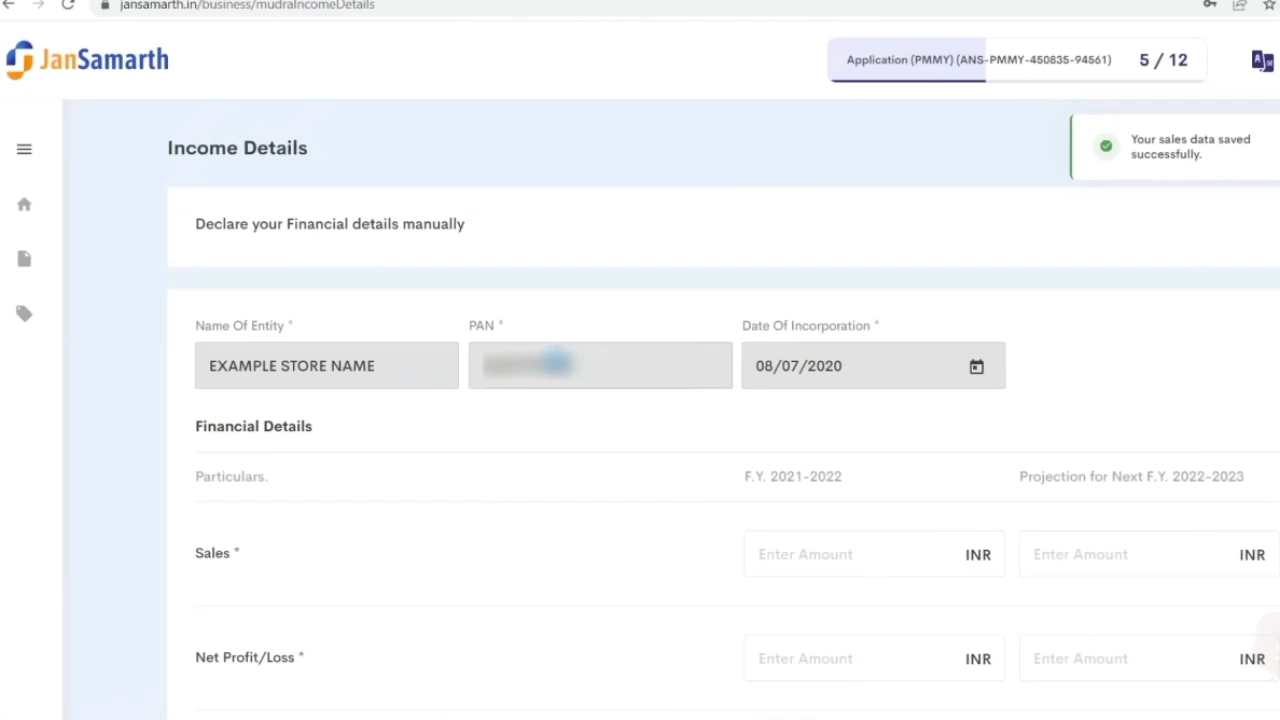 jansamarth.in/business/mudraIncomeDetails
JanSamarth
Application (PMMY) (ANS-PMMY-450835-94561) 5 / 12
Your sales data saved
successfully.
Income Details
Declare your Financial details manually
Name Of Entity * PAN * Date Of Incorporation *
EXAMPLE STORE NAME 08/07/2020
Financial Details
Particulars. F.Y. 2021-2022 Projection for Next F.Y. 2022-2023
Sales * Enter Amount INR Enter Amount INR
Net Profit/Loss * Enter Amount INR Enter Amount INR